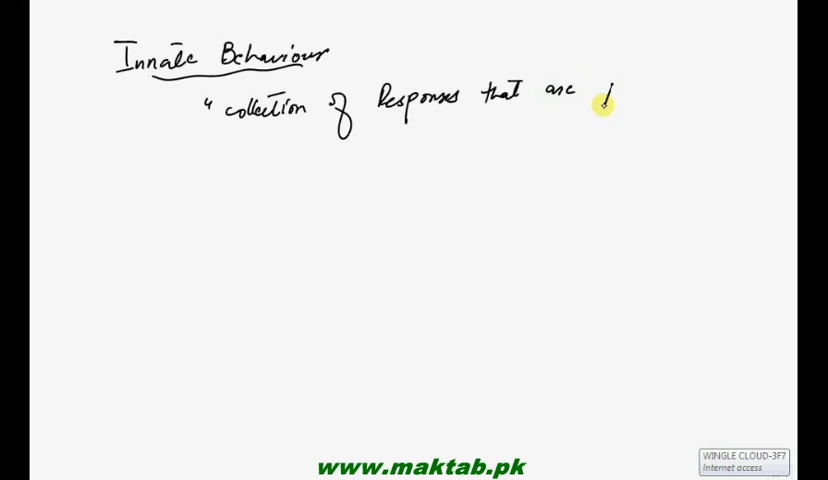 Innate Behaviour
" collection of Responses that are
www.maktab.pk
WINGLE CLOUD-3F7
Internet access